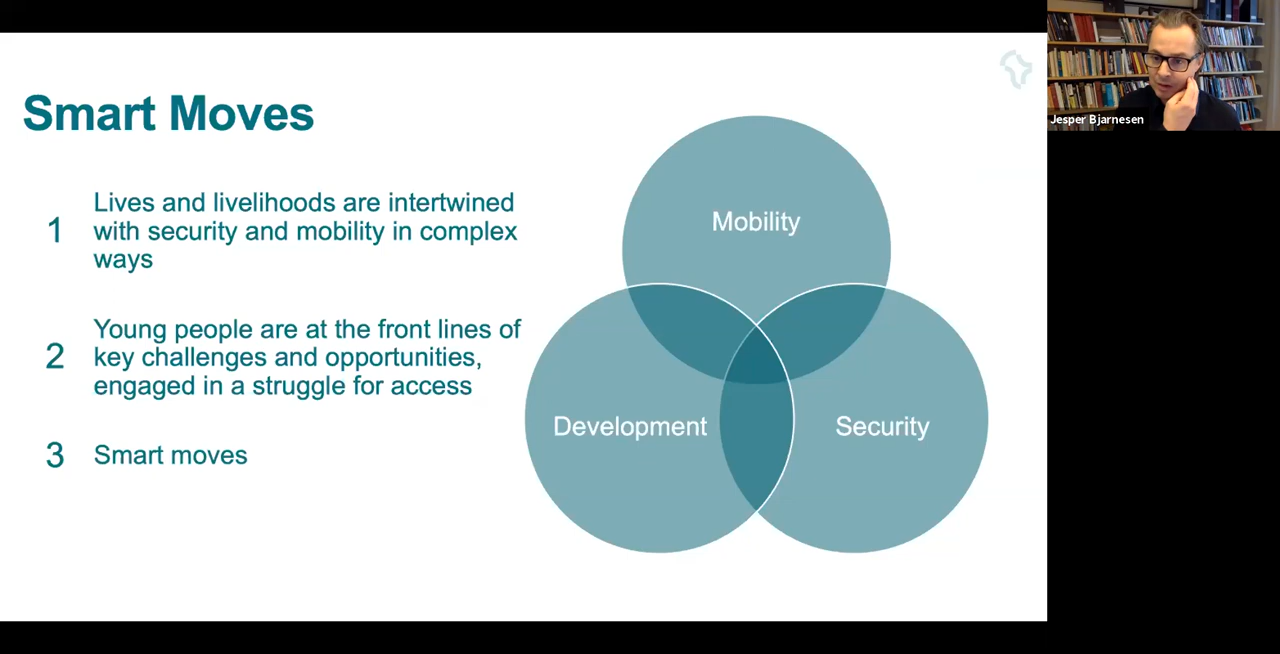 Smart Moves
1
Lives and livelihoods are intertwined
with security and mobility in complex
ways
2
Young people are at the front lines of
key challenges and opportunities,
engaged in a struggle for access
3
Smart moves
Mobility
Development
Security
Jesper Bjarnesen